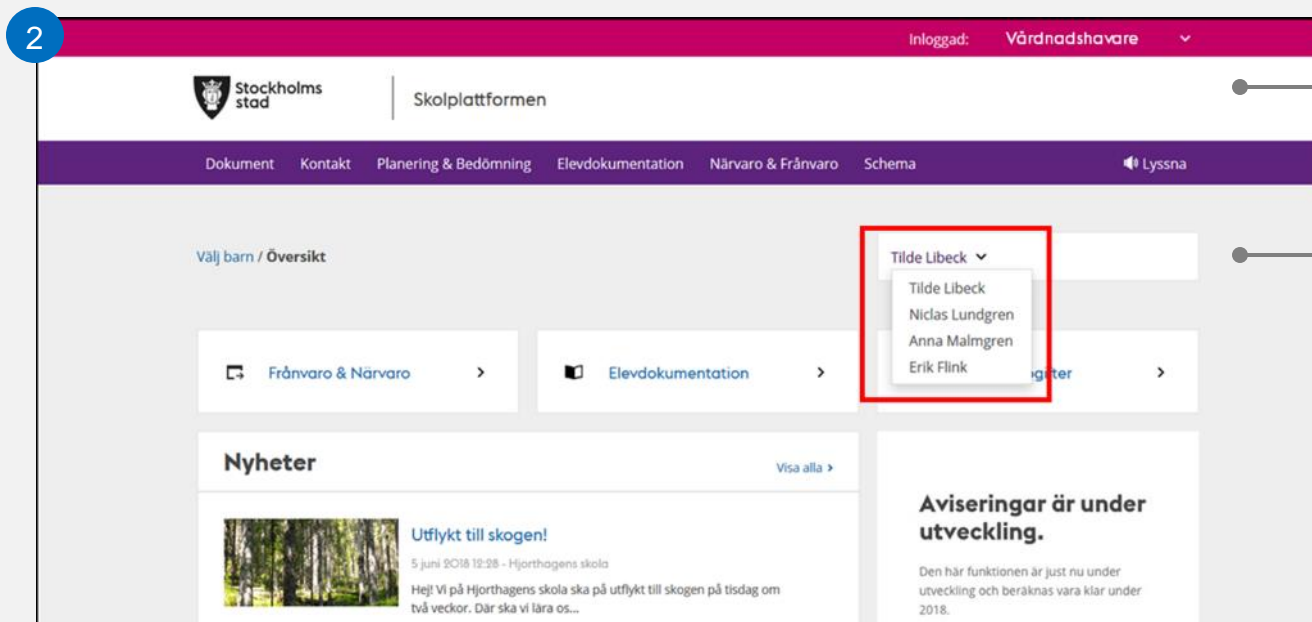 2
Inloggad: Vårdnadshavare
Stockholms
stad
Skolplattformen
Dokument Kontakt Planering & Bedömning Elevdokumentation Närvaro & Frånvaro Schema Lyssna
Välj barn / Översikt
Tilde Libeck
Tilde Libeck
Niclas Lundgren
Anna Malmgren
Erik Flink
Frånvaro & Närvaro
Elevdokumentation
Nyheter
Visa alla
Utflykt till skogen!
5 juni 2018 12:28 - Hjorthagens skola
Hej! Vi på Hjorthagens skola ska på utflykt till skogen på tisdag om
två veckor. Där ska vi lära os...
Aviseringar är under
utveckling.
Den här funktionen är just nu under
utveckling och beräknas vara klar under
2018.